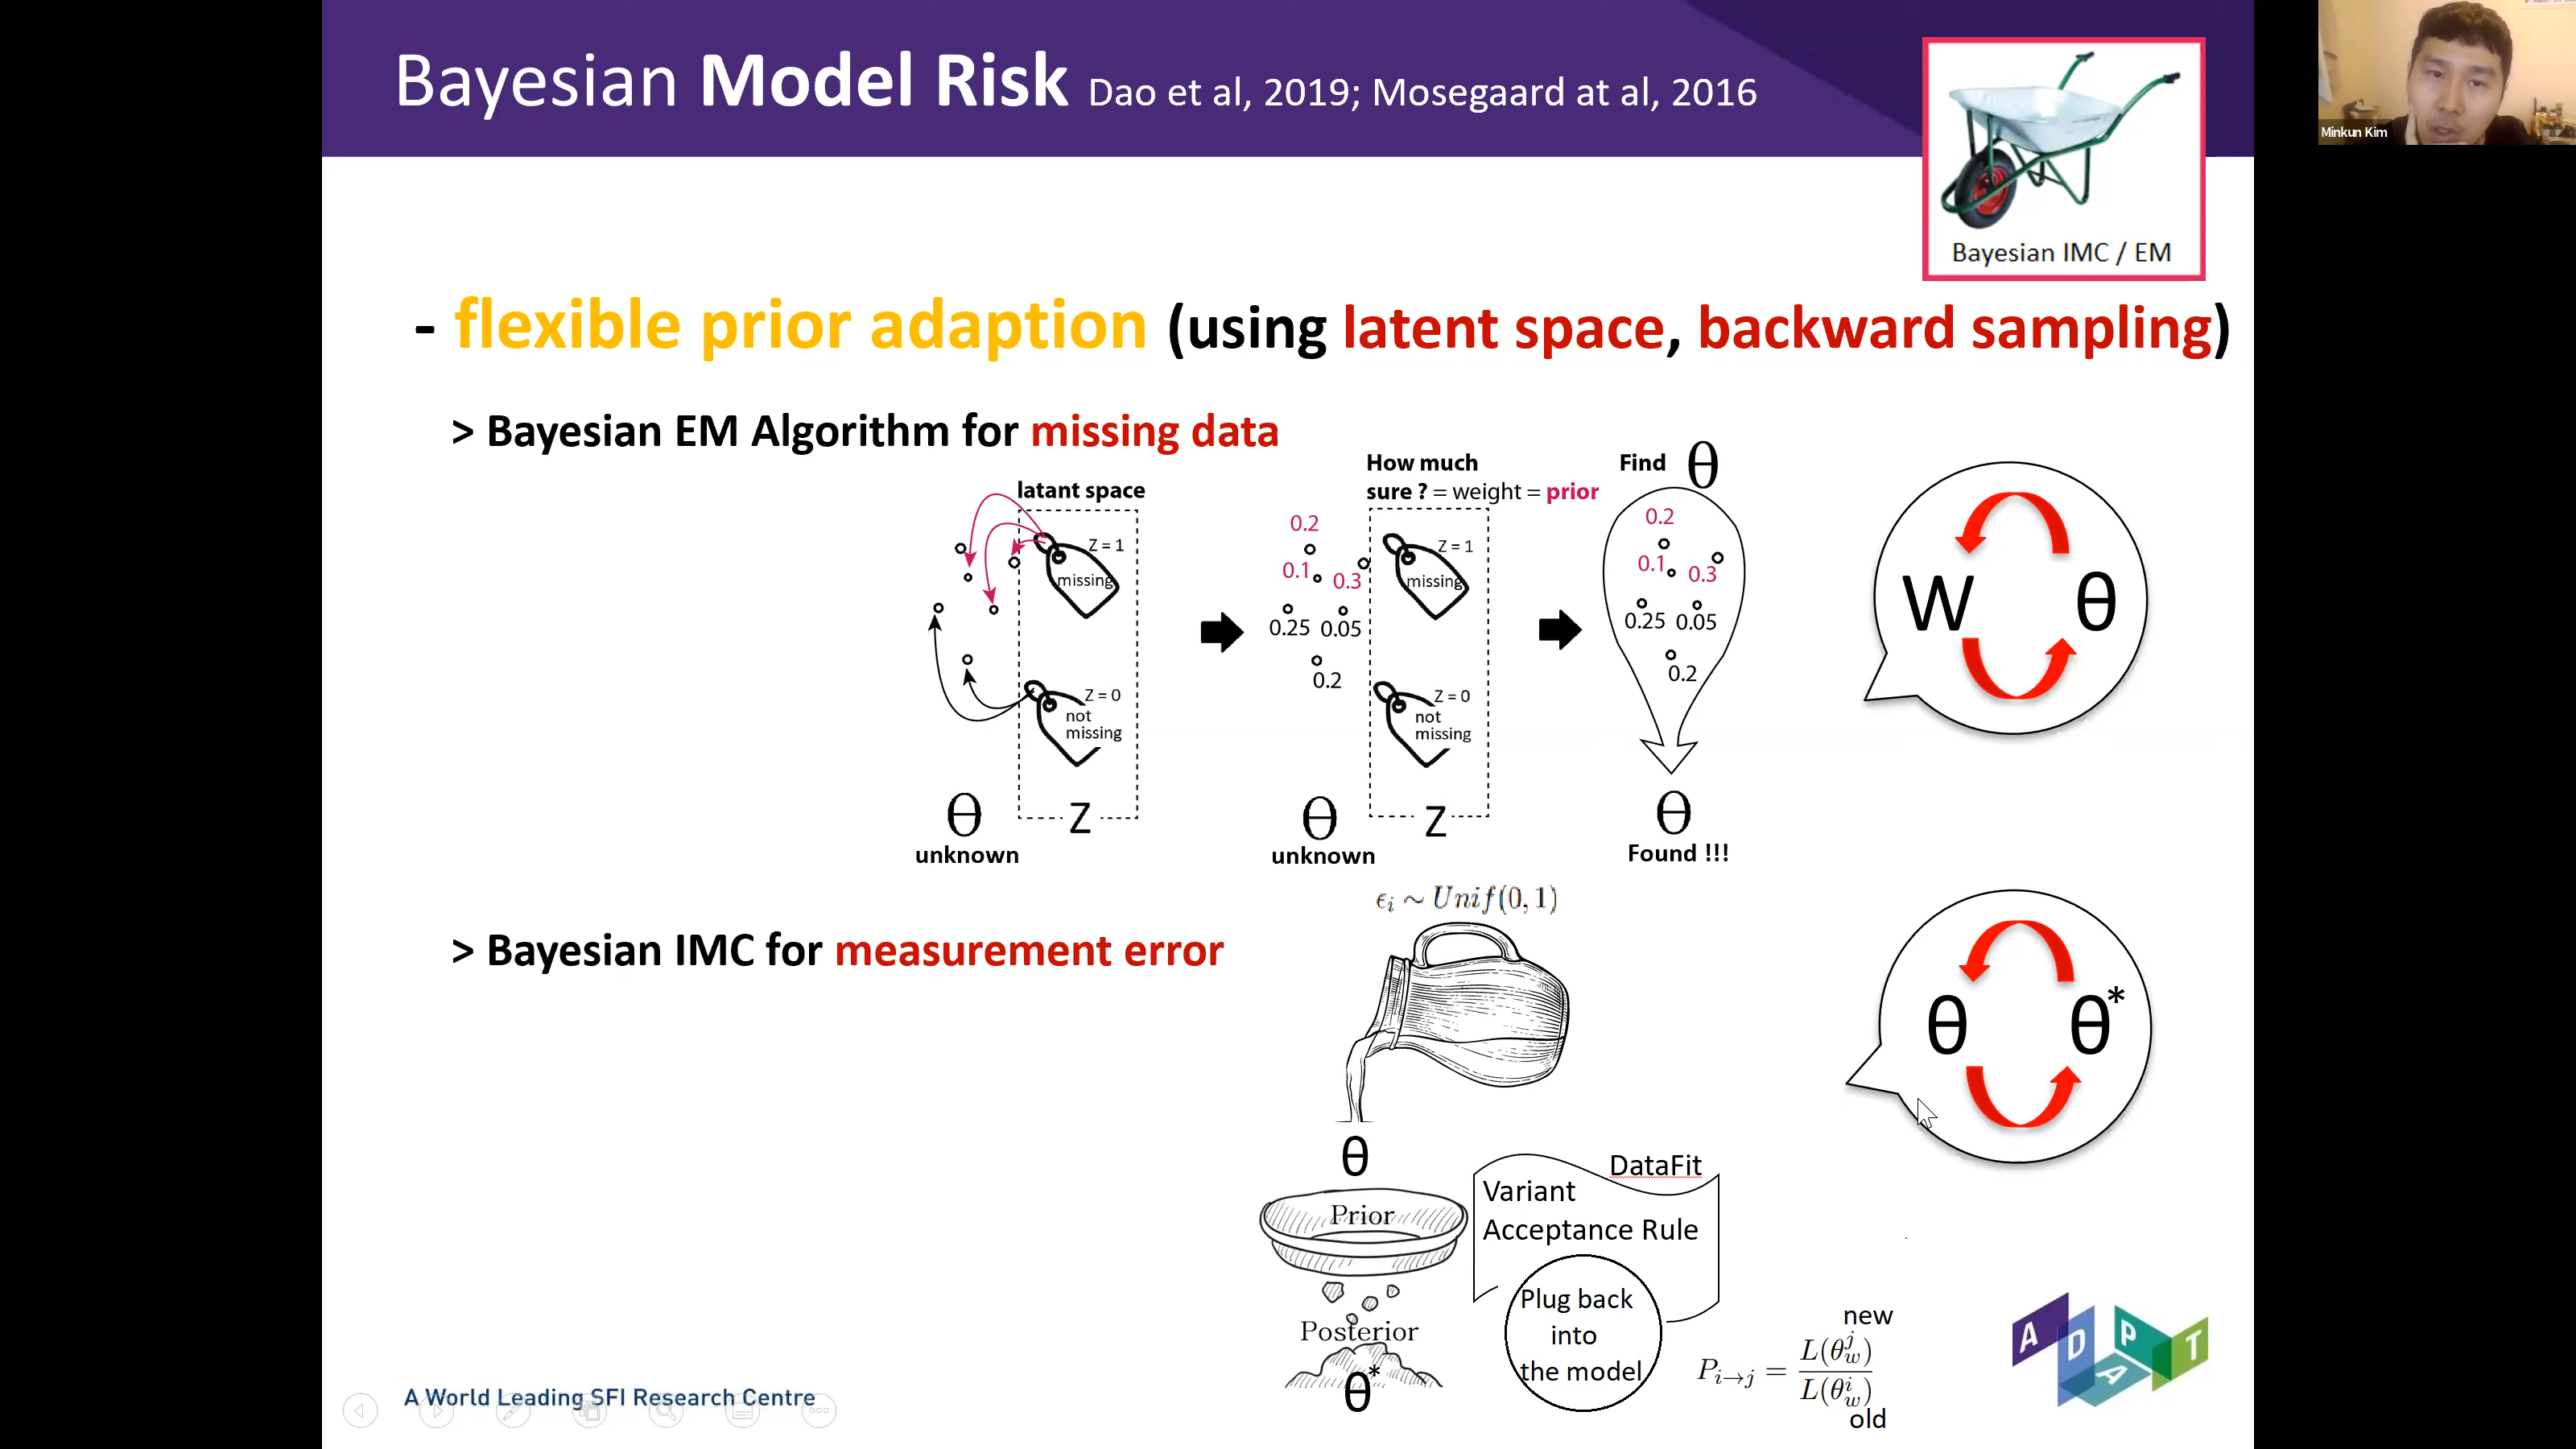 Bayesian Model Risk Dao et al, 2019; Mosegaard at al, 2016
Minkun Kim
Bayesian IMC / EM
- flexible prior adaption (using latent space, backward sampling)
> Bayesian EM Algorithm for missing data
latant space
Z = 1
missing
Z = 0
not
missing
θ
unknown
Z
How much
sure ? = weight = prior
0.2
0.1
0.3
0.25 0.05
0.2
Z = 1
missing
Z = 0
not
missing
θ
unknown
Z
Find θ
0.2
0.1
0.3
0.25 0.05
0.2
θ
Found !!!
W θ
> Bayesian IMC for measurement error
ϵᵢ ~ Unif(0, 1)
θ
Prior
Posterior
θ*
DataFit
Variant
Acceptance Rule
Plug back
into
the model
new
P_{i→j} = L(θ_w^j) / L(θ_w^i)
old
θ θ*
A World Leading SFI Research Centre
ADAPT